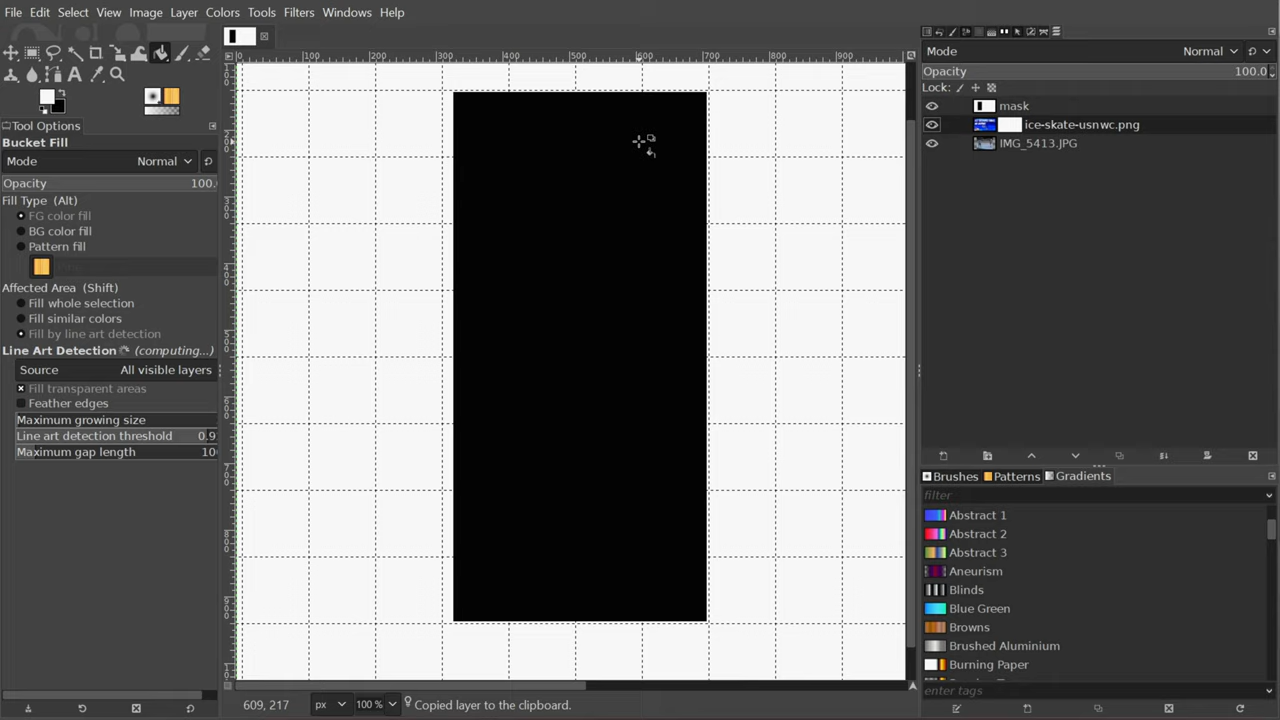 File Edit Select View Image Layer Colors Tools Filters Windows Help
0 100 200 300 400 500 600 700 800 900
Tool Options
Bucket Fill
Mode Normal
Opacity 100.
Fill Type (Alt)
FG color fill
BG color fill
Pattern fill
Affected Area (Shift)
Fill whole selection
Fill similar colors
Fill by line art detection
Line Art Detection (computing...)
Source All visible layers
Fill transparent areas
Feather edges
Maximum growing size
Line art detection threshold 0.9
Maximum gap length 10
609, 217 px 100 % Copied layer to the clipboard.
Mode Normal
Opacity 100.0
Lock:
mask
ice-skate-usnwc.png
IMG_5413.JPG
Brushes Patterns Gradients
filter
Abstract 1
Abstract 2
Abstract 3
Aneurism
Blinds
Blue Green
Browns
Brushed Aluminium
Burning Paper
enter tags